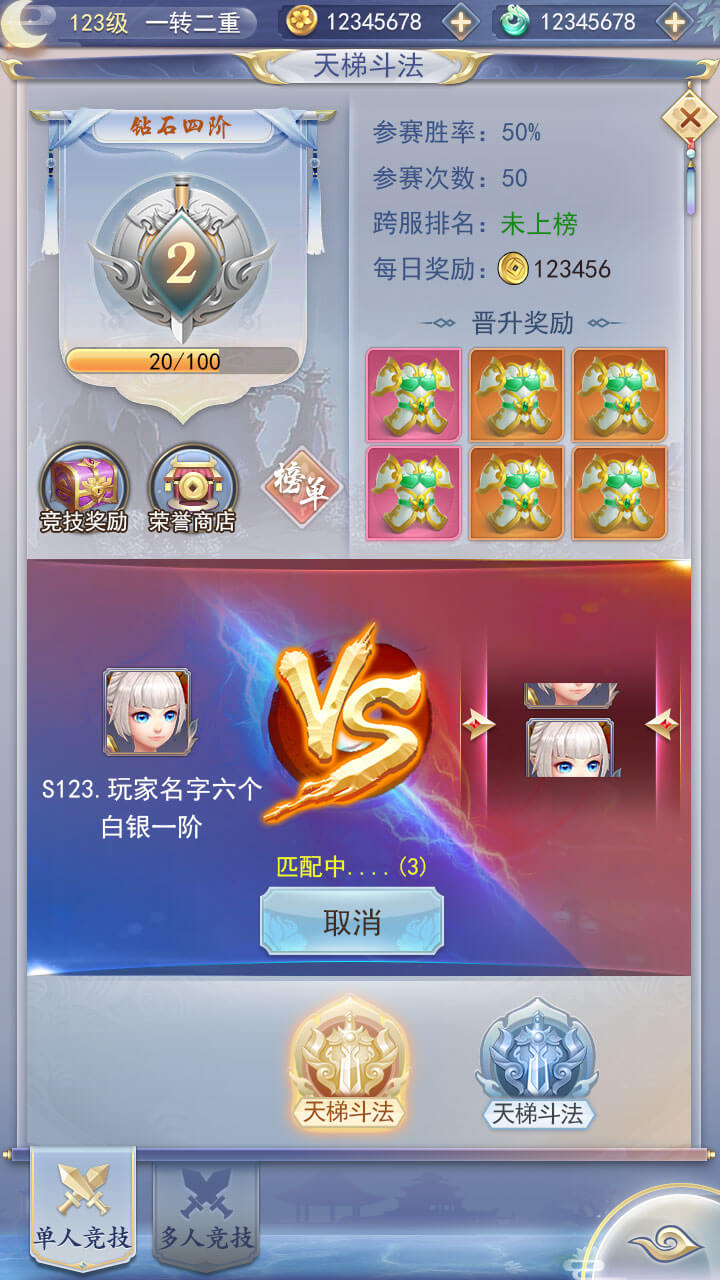 123级 一转二重
12345678
12345678
天梯斗法
钻石四阶
2
20/100
竞技奖励
荣誉商店
榜单
参赛胜率：50%
参赛次数：50
跨服排名：未上榜
每日奖励：123456
晋升奖励
VS
S123.玩家名字六个
白银一阶
匹配中....(3)
取消
天梯斗法
天梯斗法
单人竞技
多人竞技